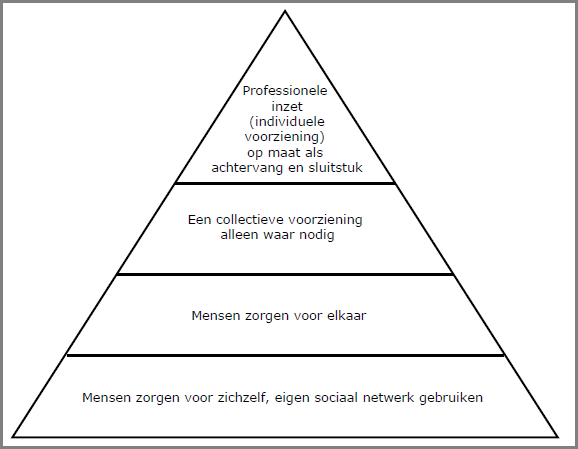 Professionele
inzet
(individuele
voorziening)
op maat als
achtervang en sluitstuk
Een collectieve voorziening
alleen waar nodig
Mensen zorgen voor elkaar
Mensen zorgen voor zichzelf, eigen sociaal netwerk gebruiken